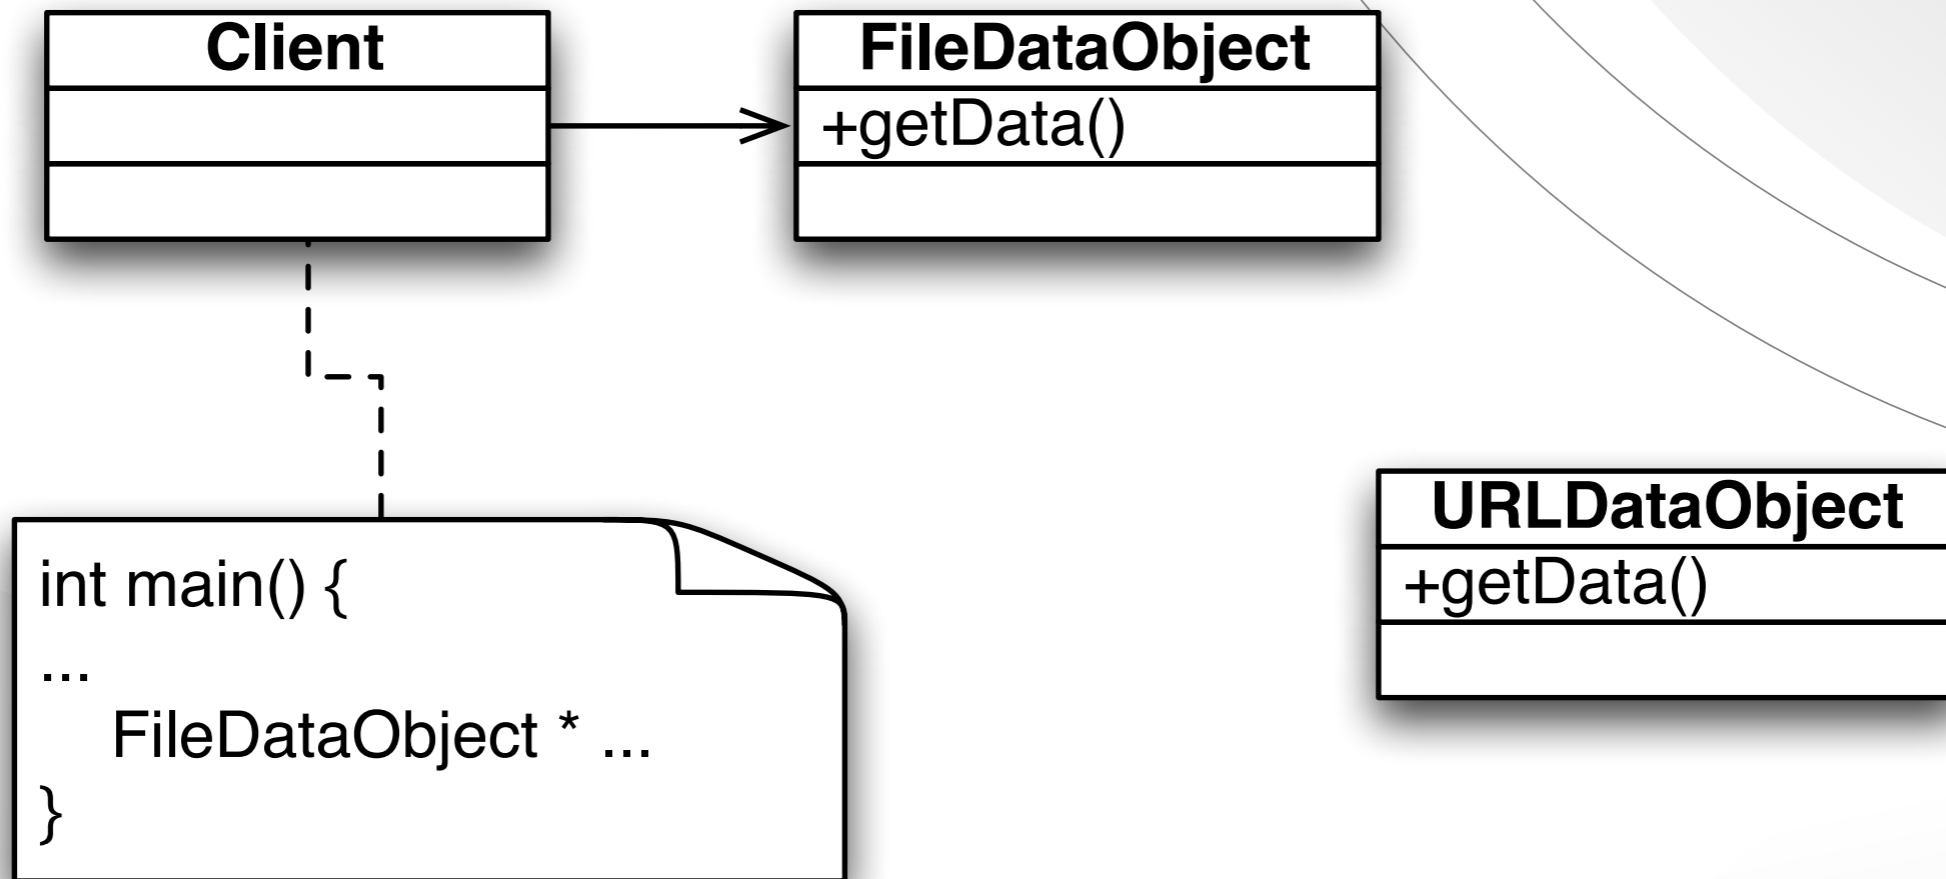 Client
FileDataObject
+getData()
URLDataObject
+getData()
int main() {
...
FileDataObject * ...
}